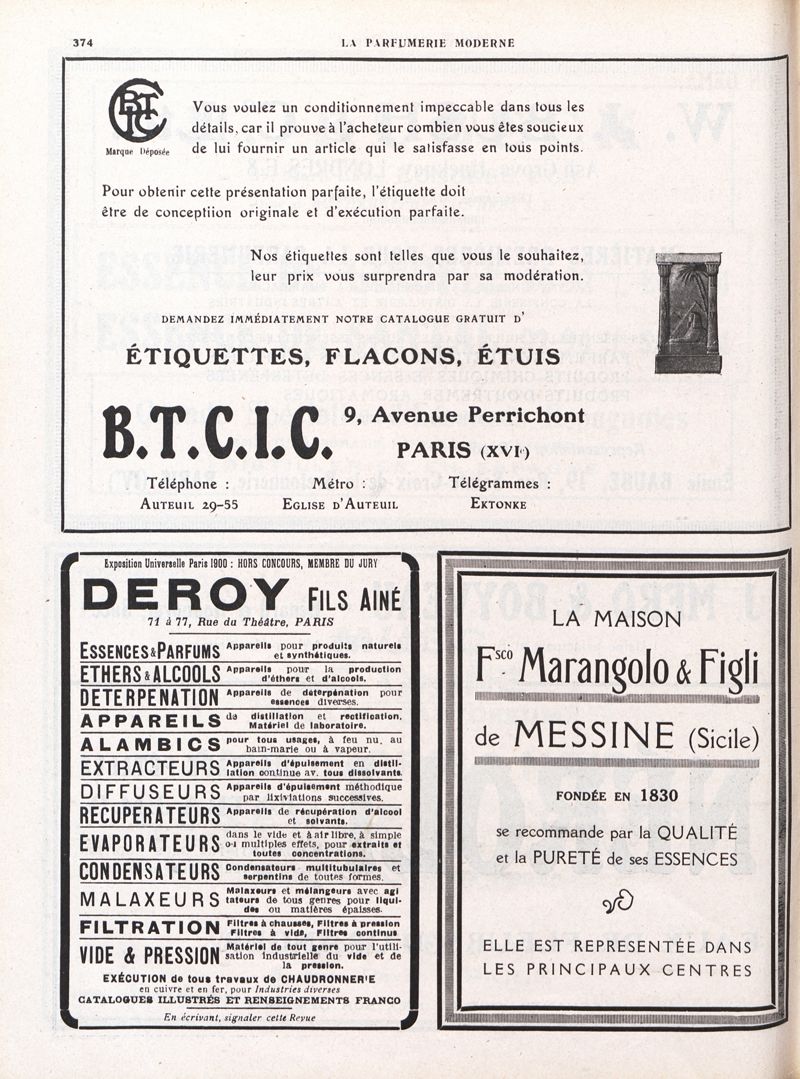 374
LA PARFUMERIE MODERNE
BTCIC
Marque Déposée
Vous voulez un conditionnement impeccable dans tous les
détails, car il prouve à l'acheteur combien vous êtes soucieux
de lui fournir un article qui le satisfasse en tous points.
Pour obtenir cette présentation parfaite, l'étiquette doit
être de conceptiion originale et d'exécution parfaite.
Nos étiquettes sont telles que vous le souhaitez,
leur prix vous surprendra par sa modération.
DEMANDEZ IMMÉDIATEMENT NOTRE CATALOGUE GRATUIT D'
ÉTIQUETTES, FLACONS, ÉTUIS
B.T.C.I.C.
9, Avenue Perrichont
PARIS (XVIe)
Téléphone : Métro : Télégrammes :
AUTEUIL 29-55 EGLISE D'AUTEUIL EKTONKE
Exposition Universelle Paris 1900 : HORS CONCOURS, MEMBRE DU JURY
DEROY FILS AINÉ
71 à 77, Rue du Théâtre, PARIS
ESSENCES & PARFUMS Appareils pour produits naturels
et synthétiques.
ETHERS & ALCOOLS Appareils pour la production
d'éthers et d'alcools.
DETERPENATION Appareils de déterpénation pour
essences diverses.
APPAREILS de distillation et rectification.
Matériel de laboratoire.
ALAMBICS pour tous usages, à feu nu, au
bain-marie ou à vapeur.
EXTRACTEURS Appareils d'épuisement en distil-
lation continue av. tous dissolvants.
DIFFUSEURS Appareils d'épuisement méthodique
par lixiviations successives.
RECUPERATEURS Appareils de récupération d'alcool
et solvants.
EVAPORATEURS dans le vide et à air libre, à simple
ou multiples effets, pour extraits et
toutes concentrations.
CONDENSATEURS Condensateurs multitubulaires et
serpentins de toutes formes.
MALAXEURS Malaxeurs et mélangeurs avec agi
tateurs de tous genres pour liqui-
des ou matières épaisses.
FILTRATION Filtres à chausses, Filtres à pression
Filtres à vide, Filtres continus
VIDE & PRESSION Matériel de tout genre pour l'utili-
sation industrielle du vide et de
la pression.
EXÉCUTION de tous travaux de CHAUDRONNERIE
en cuivre et en fer, pour Industries diverses
CATALOGUES ILLUSTRÉS ET RENSEIGNEMENTS FRANCO
En écrivant, signaler cette Revue
LA MAISON
Fsco Marangolo & Figli
de MESSINE (Sicile)
FONDÉE EN 1830
se recommande par la QUALITÉ
et la PURETÉ de ses ESSENCES
ELLE EST REPRÉSENTÉE DANS
LES PRINCIPAUX CENTRES